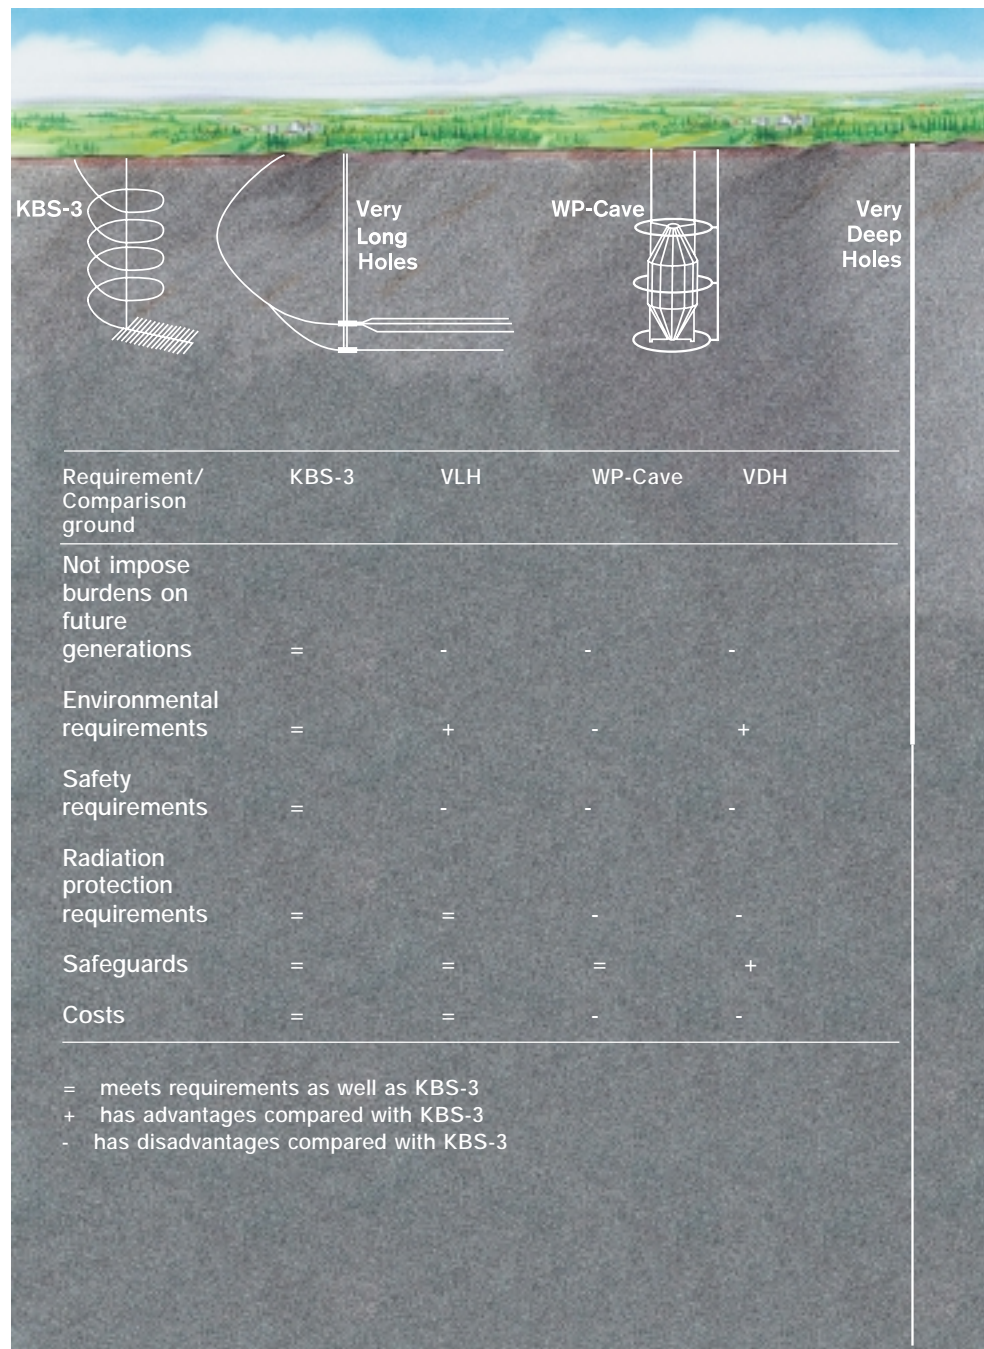 KBS-3
Very
Long
Holes
WP-Cave
Very
Deep
Holes
Requirement/ KBS-3 VLH WP-Cave VDH
Comparison
ground
Not impose
burdens on
future
generations = - - -
Environmental
requirements = + - +
Safety
requirements = - - -
Radiation
protection
requirements = = - -
Safeguards = = = +
Costs = = - -
= meets requirements as well as KBS-3
+ has advantages compared with KBS-3
- has disadvantages compared with KBS-3